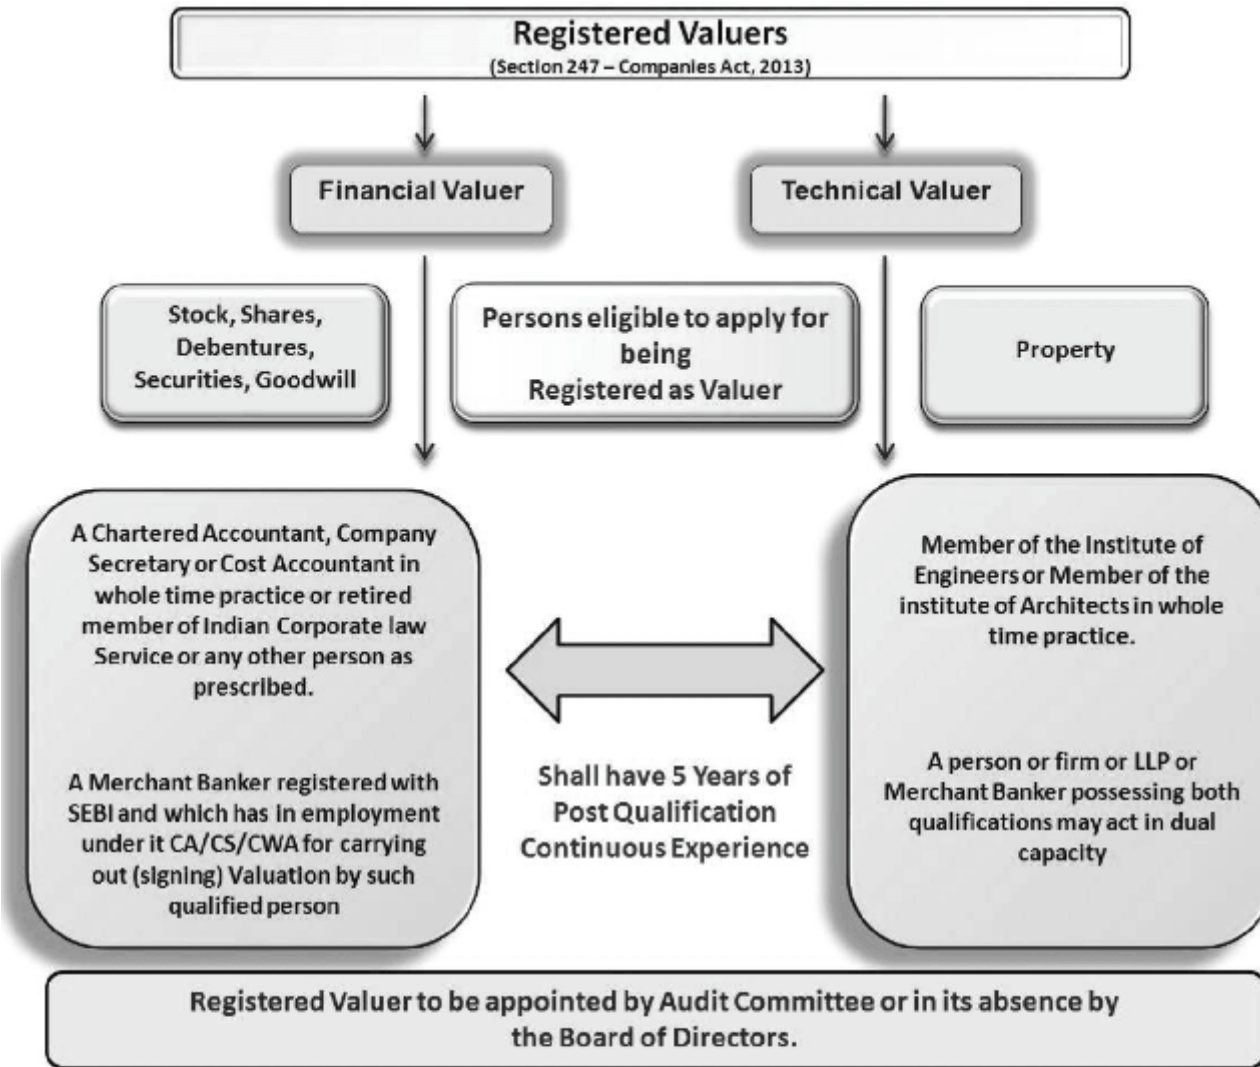 Registered Valuers
(Section 247 – Companies Act, 2013)
Financial Valuer
Technical Valuer
Stock, Shares,
Debentures,
Securities, Goodwill
Persons eligible to apply for
being
Registered as Valuer
Property
A Chartered Accountant, Company
Secretary or Cost Accountant in
whole time practice or retired
member of Indian Corporate law
Service or any other person as
prescribed.
A Merchant Banker registered with
SEBI and which has in employment
under it CA/CS/CWA for carrying
out (signing) Valuation by such
qualified person
Shall have 5 Years of
Post Qualification
Continuous Experience
Member of the Institute of
Engineers or Member of the
institute of Architects in whole
time practice.
A person or firm or LLP or
Merchant Banker possessing both
qualifications may act in dual
capacity
Registered Valuer to be appointed by Audit Committee or in its absence by
the Board of Directors.